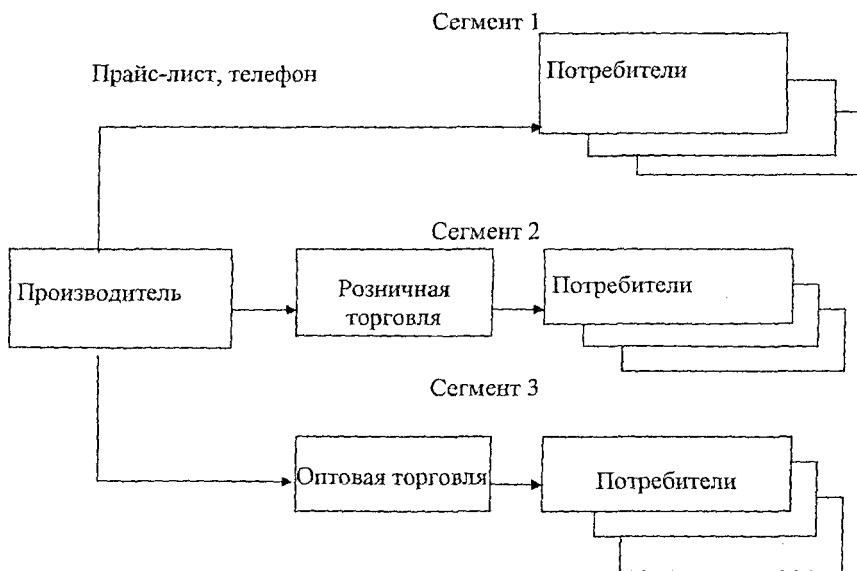 Сегмент 1
Прайс-лист, телефон
Потребители
Сегмент 2
Производитель
Розничная
торговля
Потребители
Сегмент 3
Оптовая торговля
Потребители